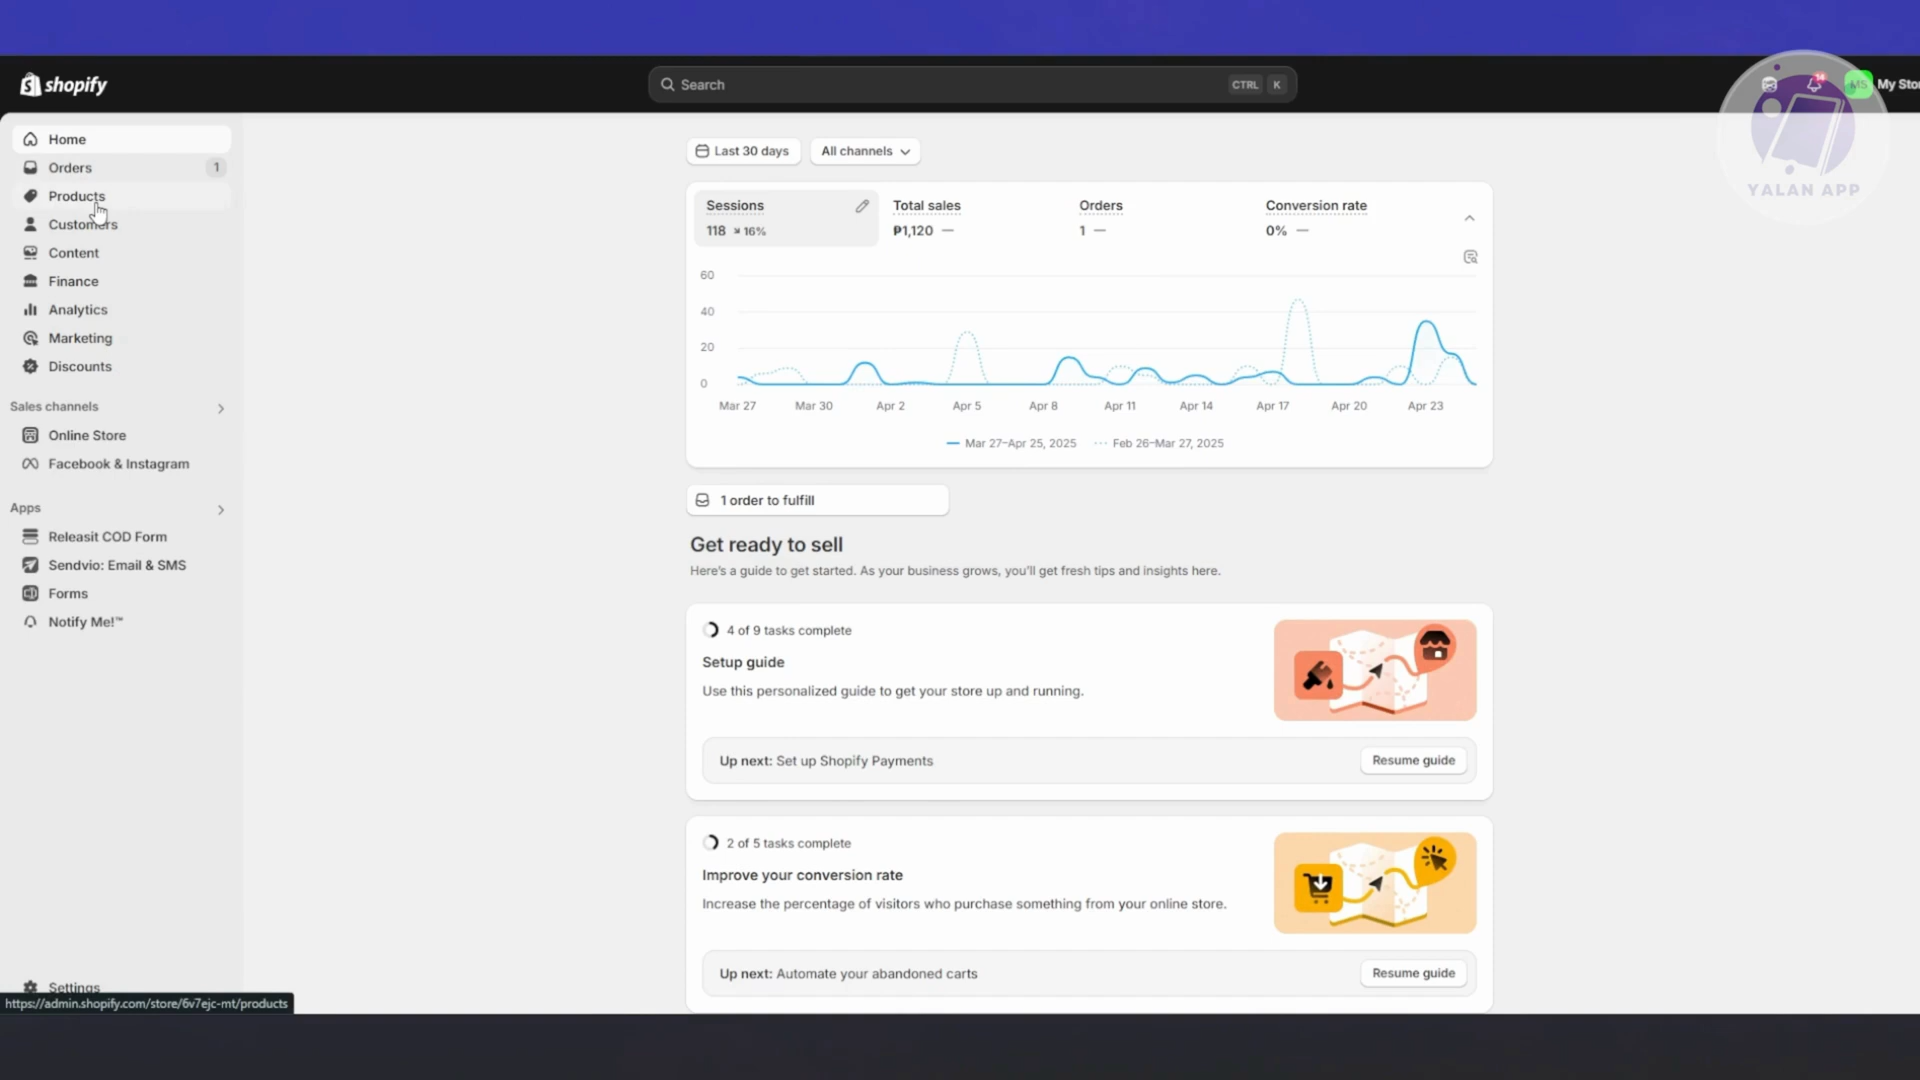 shopify
Search
CTRL K
MS
My Sto
YALAN APP
Home
Orders 1
Products
Customers
Content
Finance
Analytics
Marketing
Discounts
Sales channels
Online Store
Facebook & Instagram
Apps
Releasit COD Form
Sendvio: Email & SMS
Forms
Notify Me!™
Settings
https://admin.shopify.com/store/6v7ejc-mt/products
Last 30 days
All channels
Sessions
118 16%
Total sales
₱1,120 —
Orders
1 —
Conversion rate
0% —
60
40
20
0
Mar 27 Mar 30 Apr 2 Apr 5 Apr 8 Apr 11 Apr 14 Apr 17 Apr 20 Apr 23
Mar 27–Apr 25, 2025 Feb 26–Mar 27, 2025
1 order to fulfill
Get ready to sell
Here's a guide to get started. As your business grows, you'll get fresh tips and insights here.
4 of 9 tasks complete
Setup guide
Use this personalized guide to get your store up and running.
Up next: Set up Shopify Payments
Resume guide
2 of 5 tasks complete
Improve your conversion rate
Increase the percentage of visitors who purchase something from your online store.
Up next: Automate your abandoned carts
Resume guide